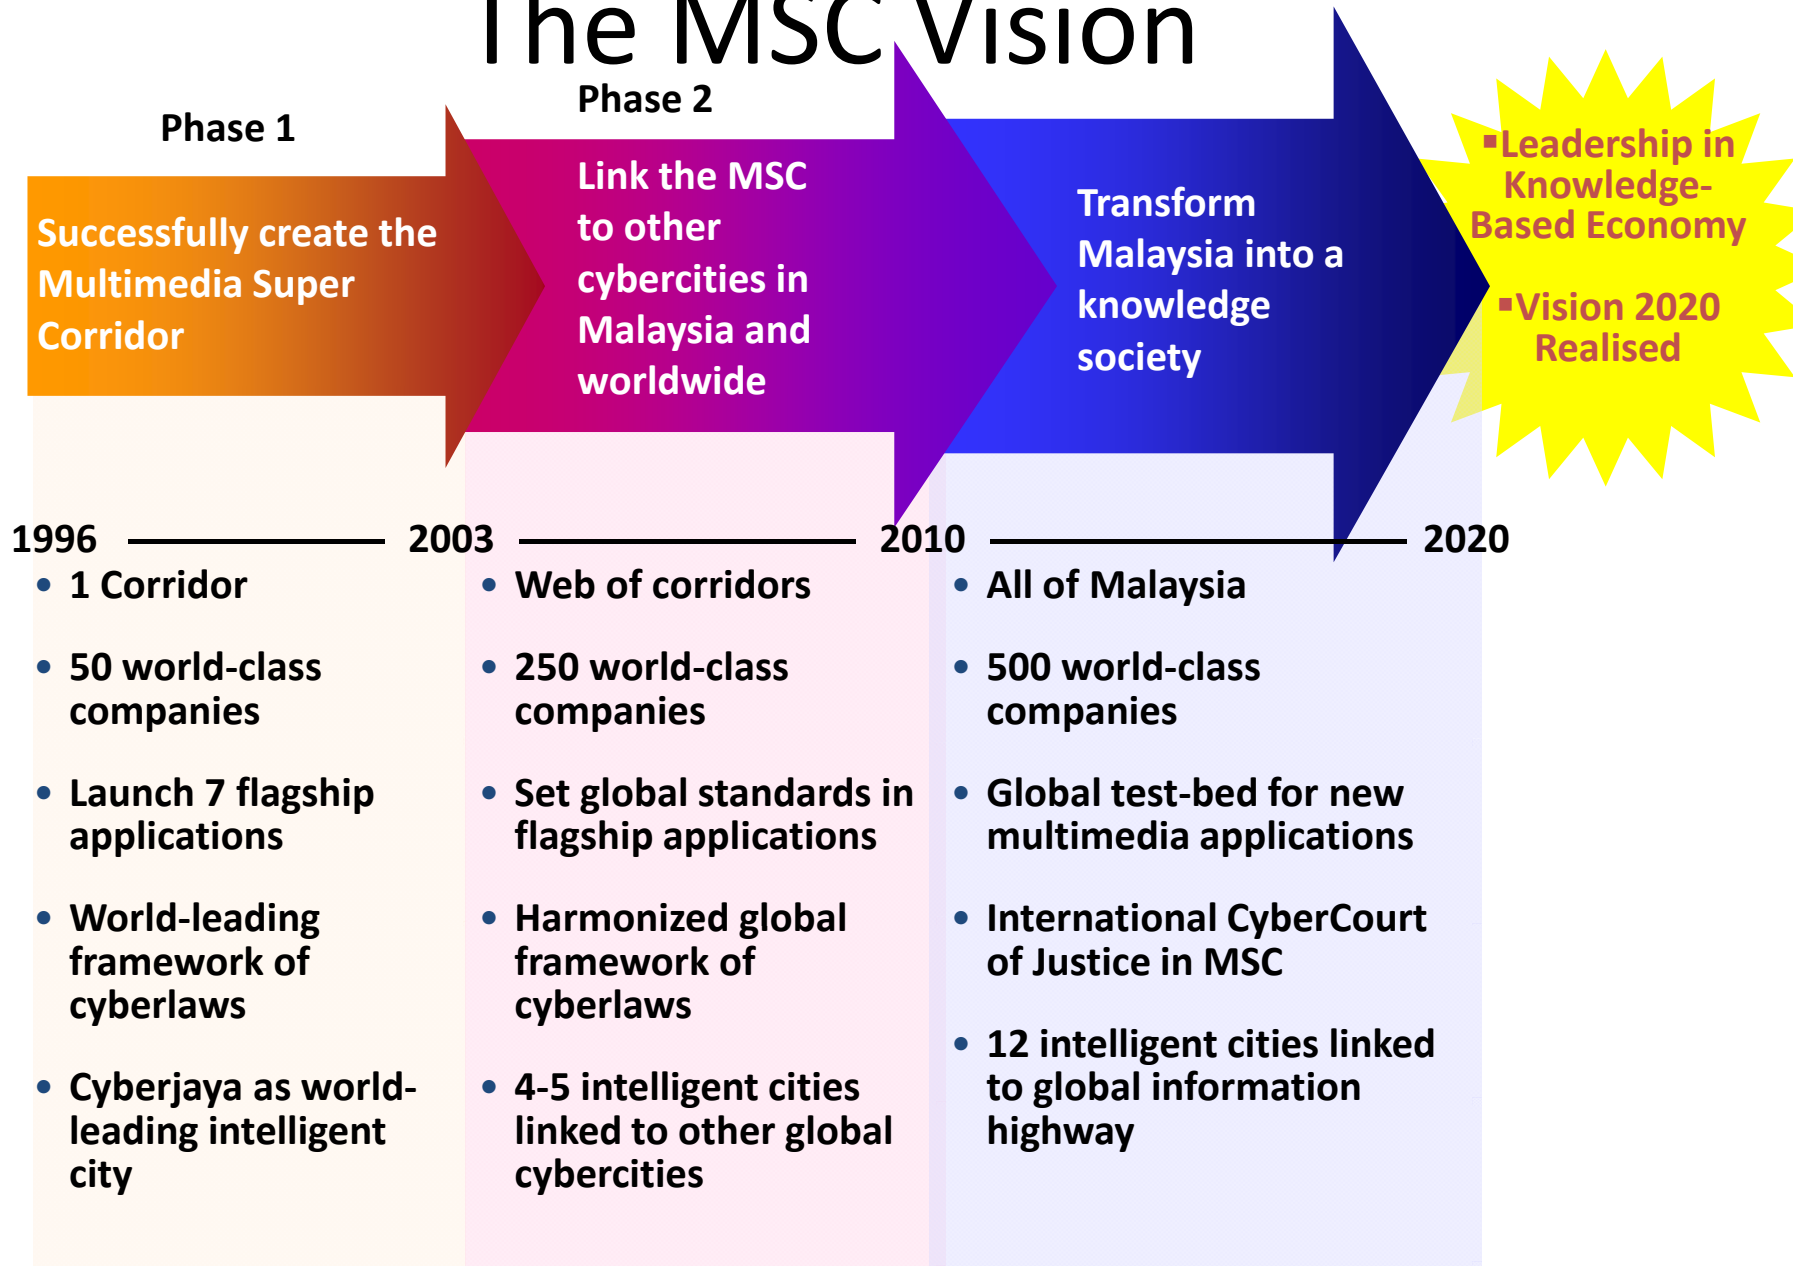 The MSC Vision
Phase 1
Successfully create the
Multimedia Super
Corridor
Phase 2
Link the MSC
to other
cybercities in
Malaysia and
worldwide
Transform
Malaysia into a
knowledge
society
▪Leadership in
Knowledge-
Based Economy
▪Vision 2020
Realised
1996
2003
2010
2020
• 1 Corridor
• 50 world-class
companies
• Launch 7 flagship
applications
• World-leading
framework of
cyberlaws
• Cyberjaya as world-
leading intelligent
city
• Web of corridors
• 250 world-class
companies
• Set global standards in
flagship applications
• Harmonized global
framework of
cyberlaws
• 4-5 intelligent cities
linked to other global
cybercities
• All of Malaysia
• 500 world-class
companies
• Global test-bed for new
multimedia applications
• International CyberCourt
of Justice in MSC
• 12 intelligent cities linked
to global information
highway